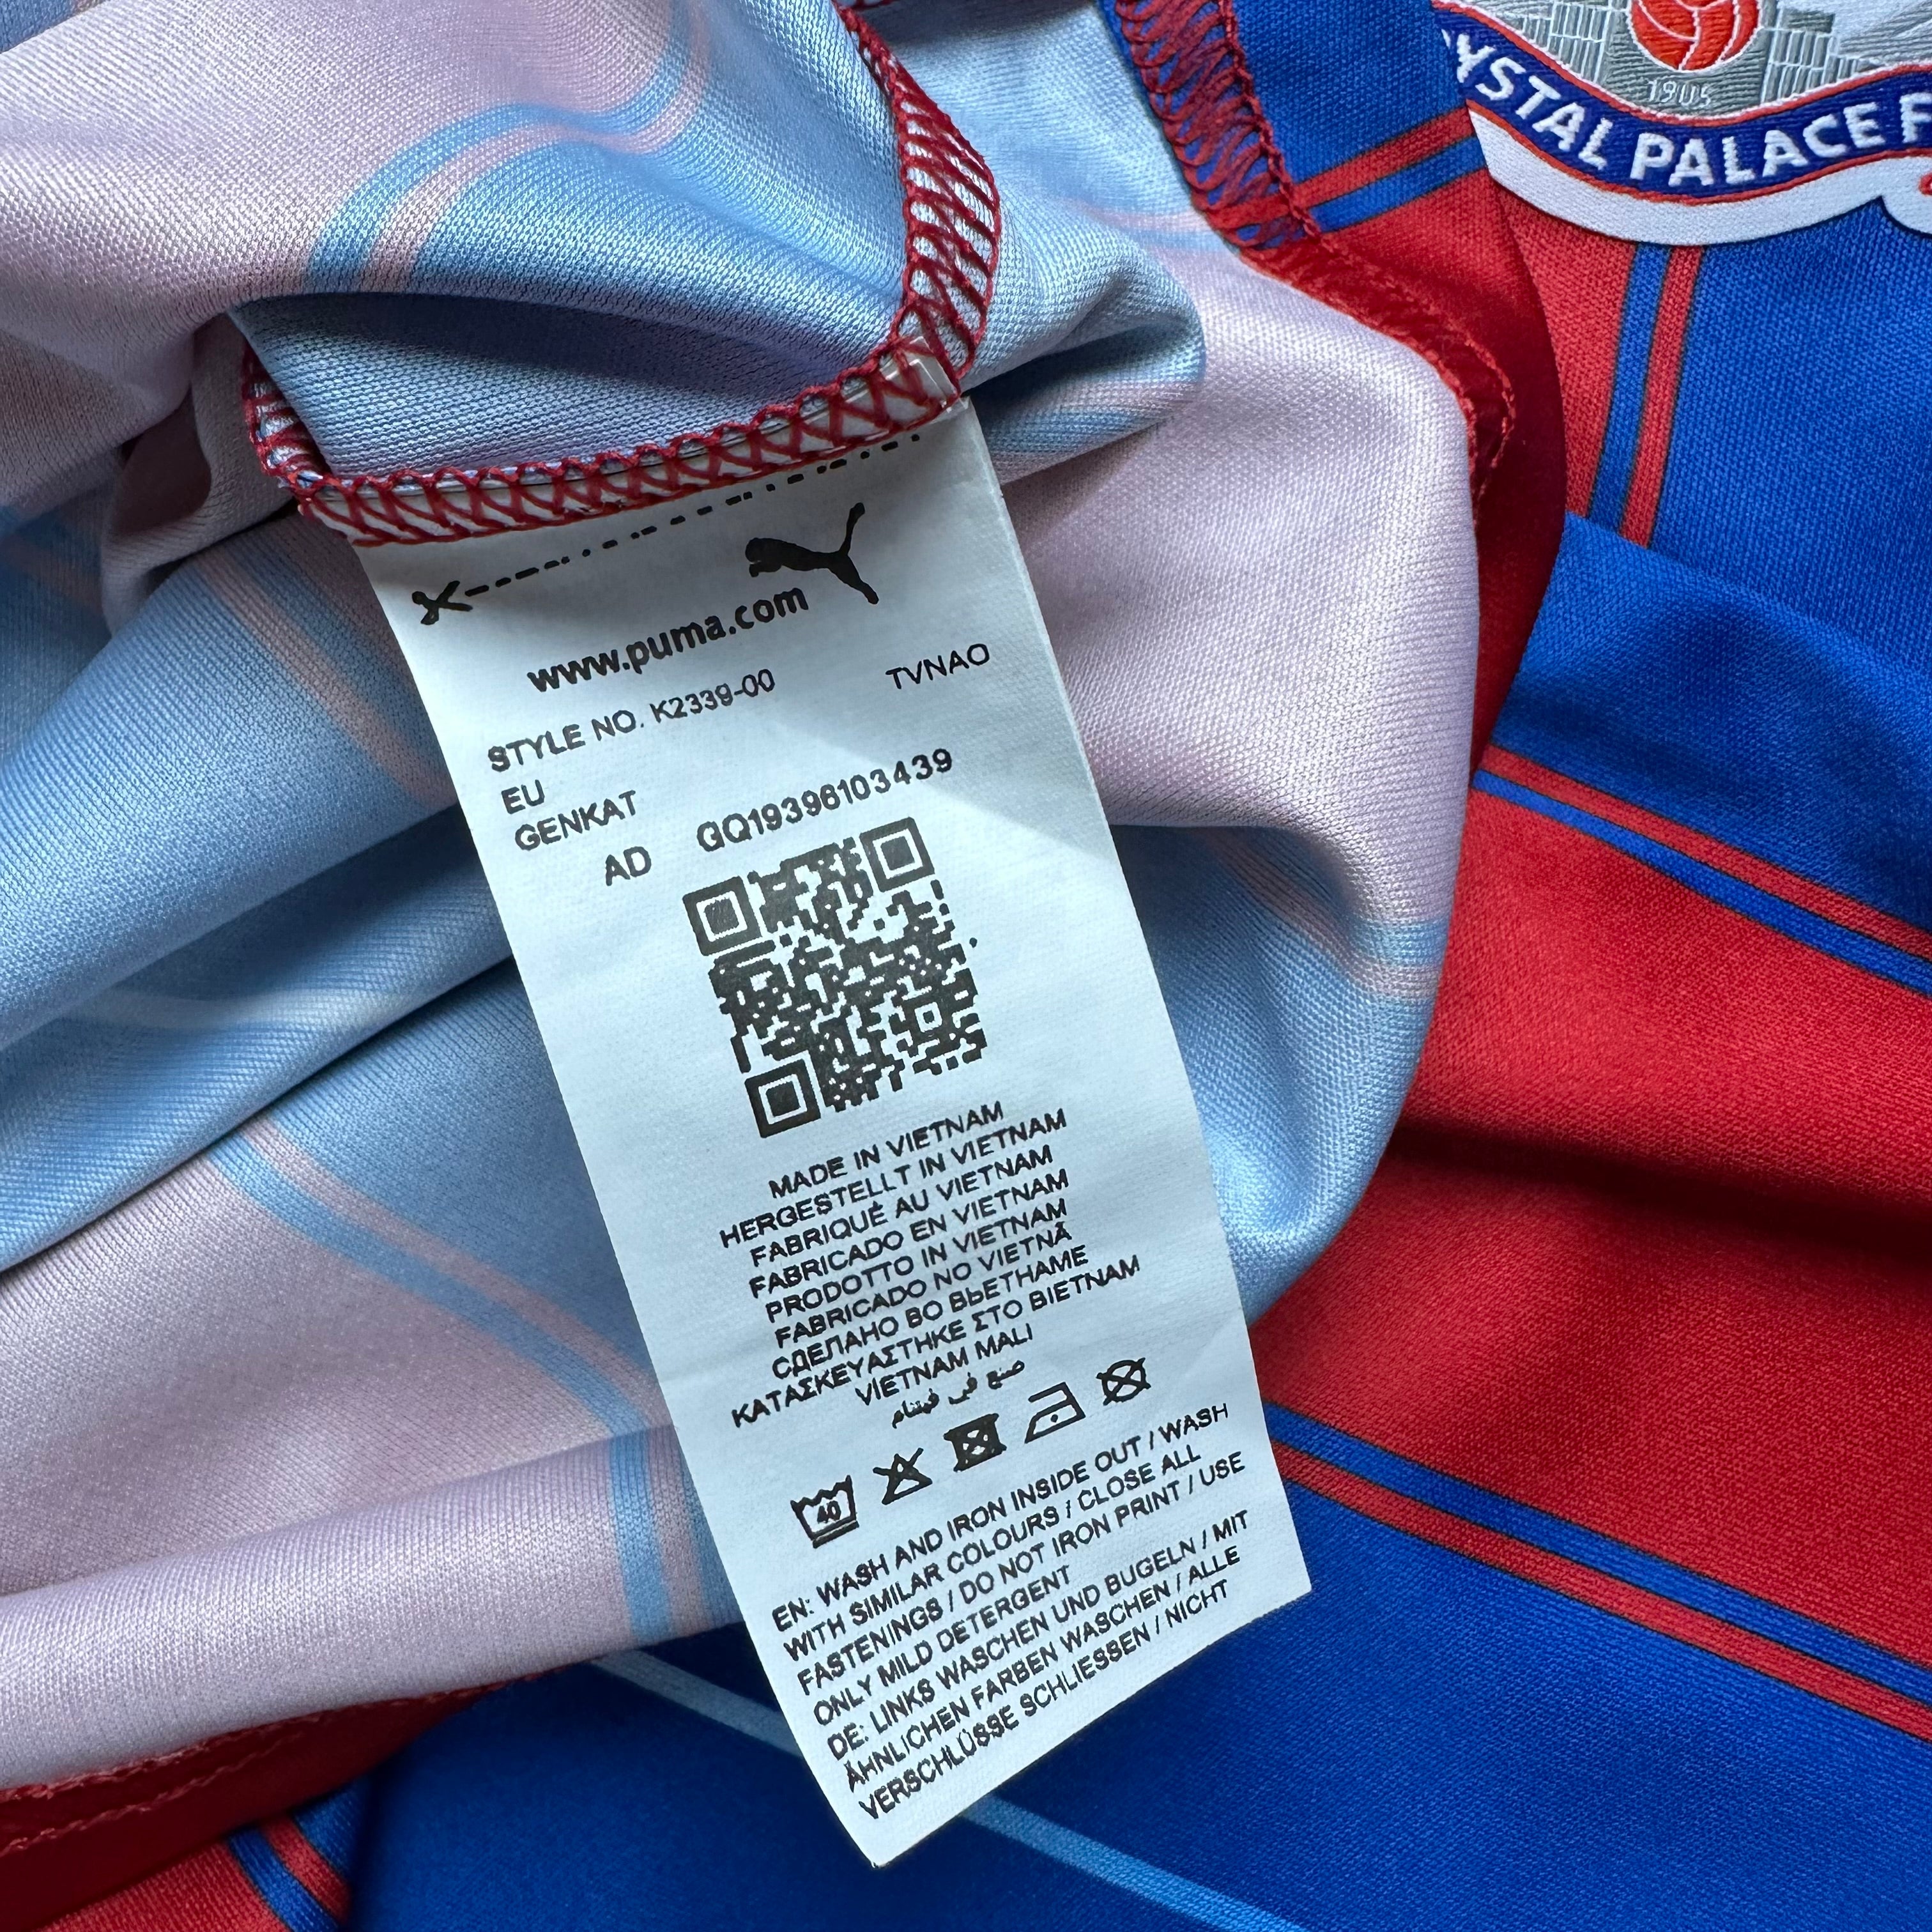 1905
YSTAL PALACE F
www.puma.com
STYLE NO. K2339-00 TVNAO
EU
GENKAT
AD GQ19396103439
MADE IN VIETNAM
HERGESTELLT IN VIETNAM
FABRIQUÉ AU VIETNAM
FABRICADO EN VIETNAM
PRODOTTO IN VIETNAM
FABRICADO NO VIETNÃ
СДЕЛАНО ВО ВЬЕТНАМЕ
ΚΑΤΑΣΚΕΥΑΣΤΗΚΕ ΣΤΟ ΒΙΕΤΝΑΜ
VIETNAM MALI
صنع في فيتنام
40
EN: WASH AND IRON INSIDE OUT / WASH
WITH SIMILAR COLOURS / CLOSE ALL
FASTENINGS / DO NOT IRON PRINT / USE
ONLY MILD DETERGENT
DE: LINKS WASCHEN UND BUGELN / MIT
ÄHNLICHEN FARBEN WASCHEN / ALLE
VERSCHLÜSSE SCHLIESSEN / NICHT